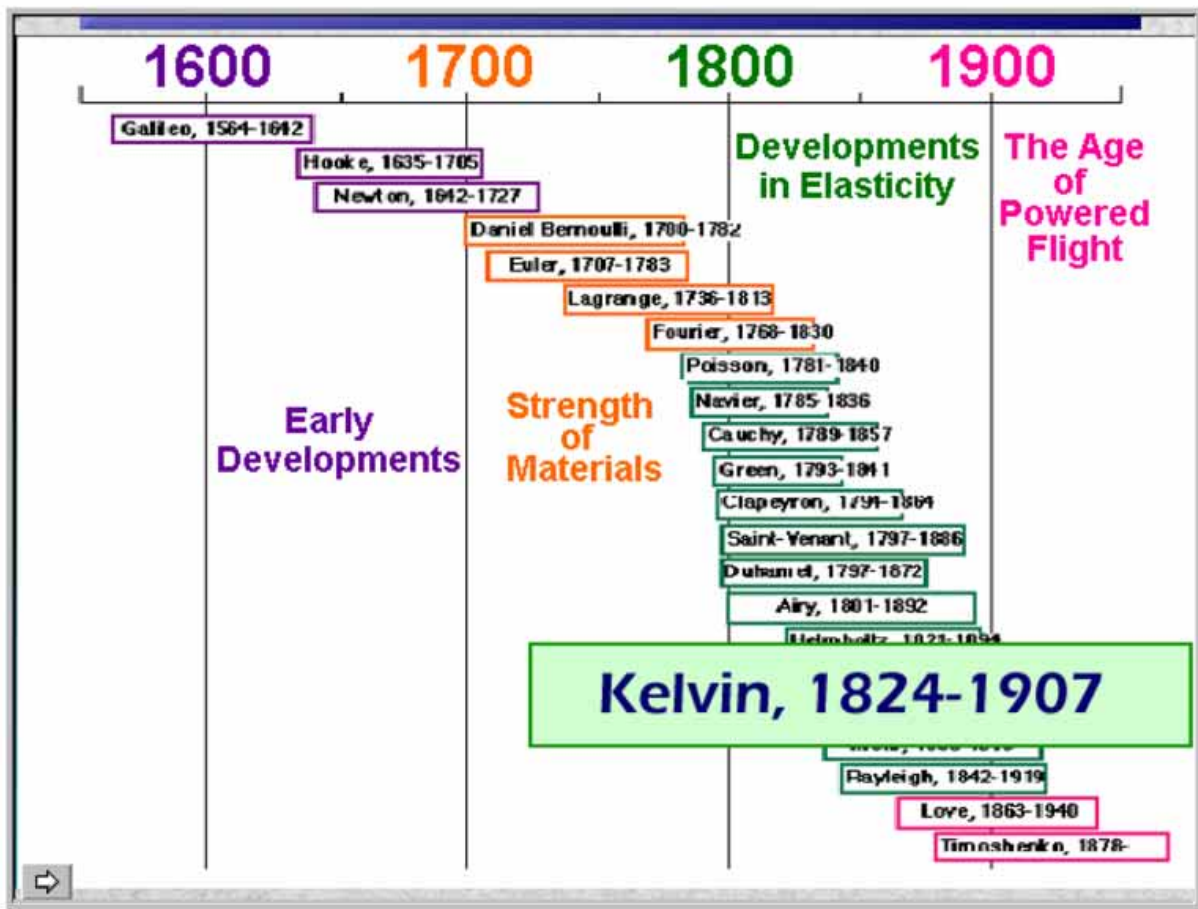 1600 1700 1800 1900
Galileo, 1564-1642
Hooke, 1635-1705
Newton, 1642-1727
Daniel Bernoulli, 1700-1782
Euler, 1707-1783
Lagrange, 1736-1813
Fourier, 1768-1830
Poisson, 1781-1840
Navier, 1785-1836
Cauchy, 1789-1857
Green, 1793-1841
Clapeyron, 1794-1864
Saint-Venant, 1797-1886
Duhamel, 1797-1872
Airy, 1801-1892
Helmholtz, 1821-1894
Kelvin, 1824-1907
Rayleigh, 1842-1919
Love, 1863-1940
Timoshenko, 1878-
Early
Developments
Strength
of
Materials
Developments
in Elasticity
The Age
of
Powered
Flight